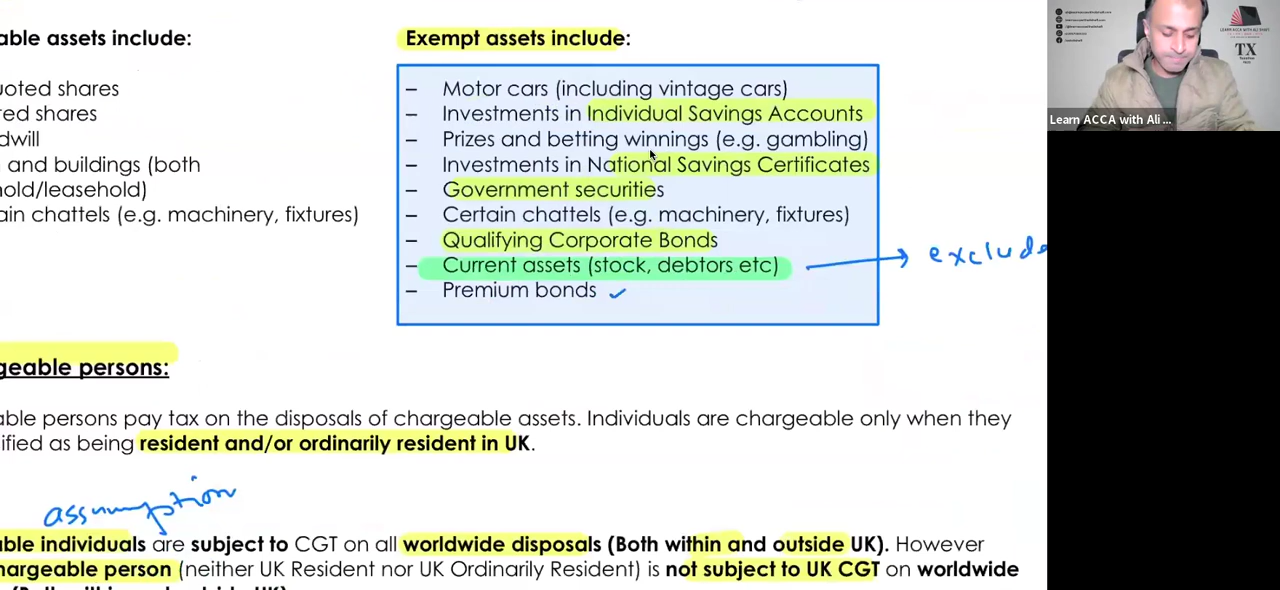 able assets include:
uoted shares
ted shares
dwill
and buildings (both
hold/leasehold)
ain chattels (e.g. machinery, fixtures)
Exempt assets include:
– Motor cars (including vintage cars)
– Investments in Individual Savings Accounts
– Prizes and betting winnings (e.g. gambling)
– Investments in National Savings Certificates
– Government securities
– Certain chattels (e.g. machinery, fixtures)
– Qualifying Corporate Bonds
– Current assets (stock, debtors etc)
– Premium bonds
exclude
geable persons:
able persons pay tax on the disposals of chargeable assets. Individuals are chargeable only when they
ified as being resident and/or ordinarily resident in UK.
assumption
able individuals are subject to CGT on all worldwide disposals (Both within and outside UK). However
hargeable person (neither UK Resident nor UK Ordinarily Resident) is not subject to UK CGT on worldwide
TX
Learn ACCA with Ali ...